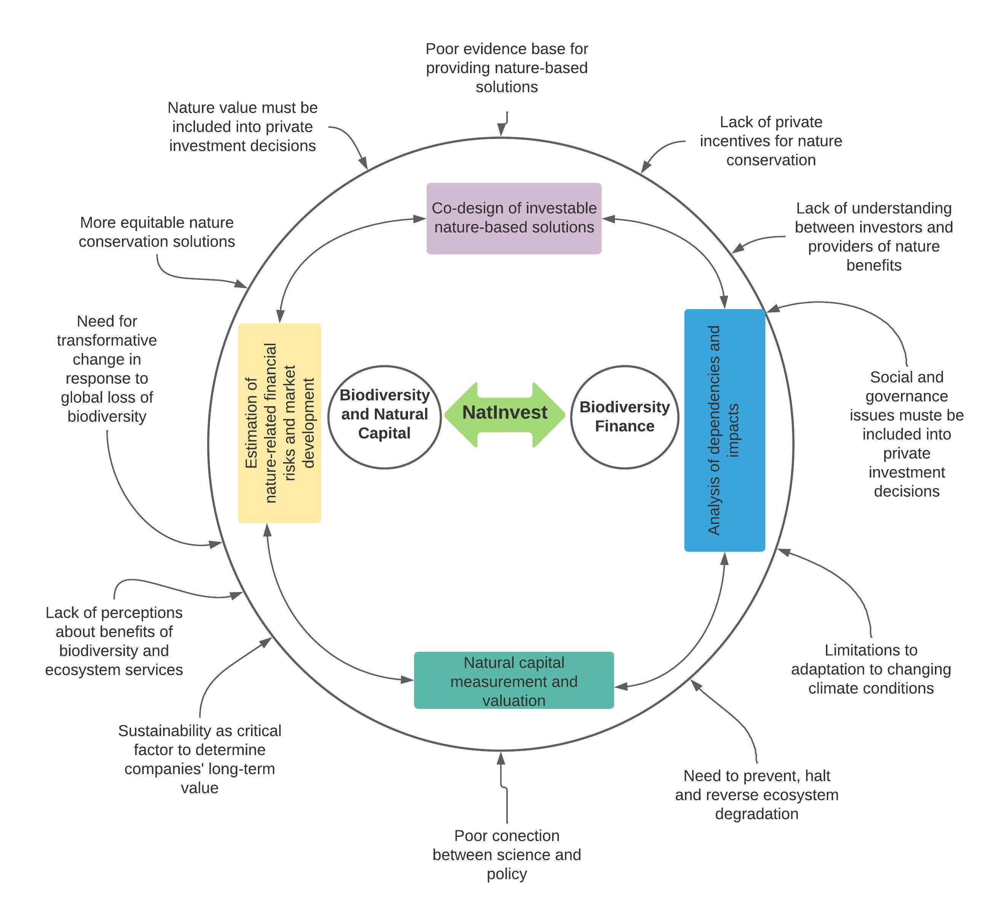 Poor evidence base for
providing nature-based
solutions
Nature value must be
included into private
investment decisions
Lack of private
incentives for nature
conservation
Co-design of investable
nature-based solutions
Lack of understanding
between investors and
providers of nature
benefits
More equitable nature
conservation solutions
Need for
transformative
change in
response to
global loss of
biodiversity
Estimation of
nature-related financial
risks and market
development
Biodiversity
and Natural
Capital
NatInvest
Biodiversity
Finance
Analysis of dependencies and
impacts
Social and
governance
issues muste be
included into
private
investment
decisions
Lack of perceptions
about benefits of
biodiversity and
ecosystem services
Natural capital
measurement and
valuation
Limitations to
adaptation to changing
climate conditions
Sustainability as critical
factor to determine
companies' long-term
value
Need to prevent, halt
and reverse ecosystem
degradation
Poor conection
between science and
policy